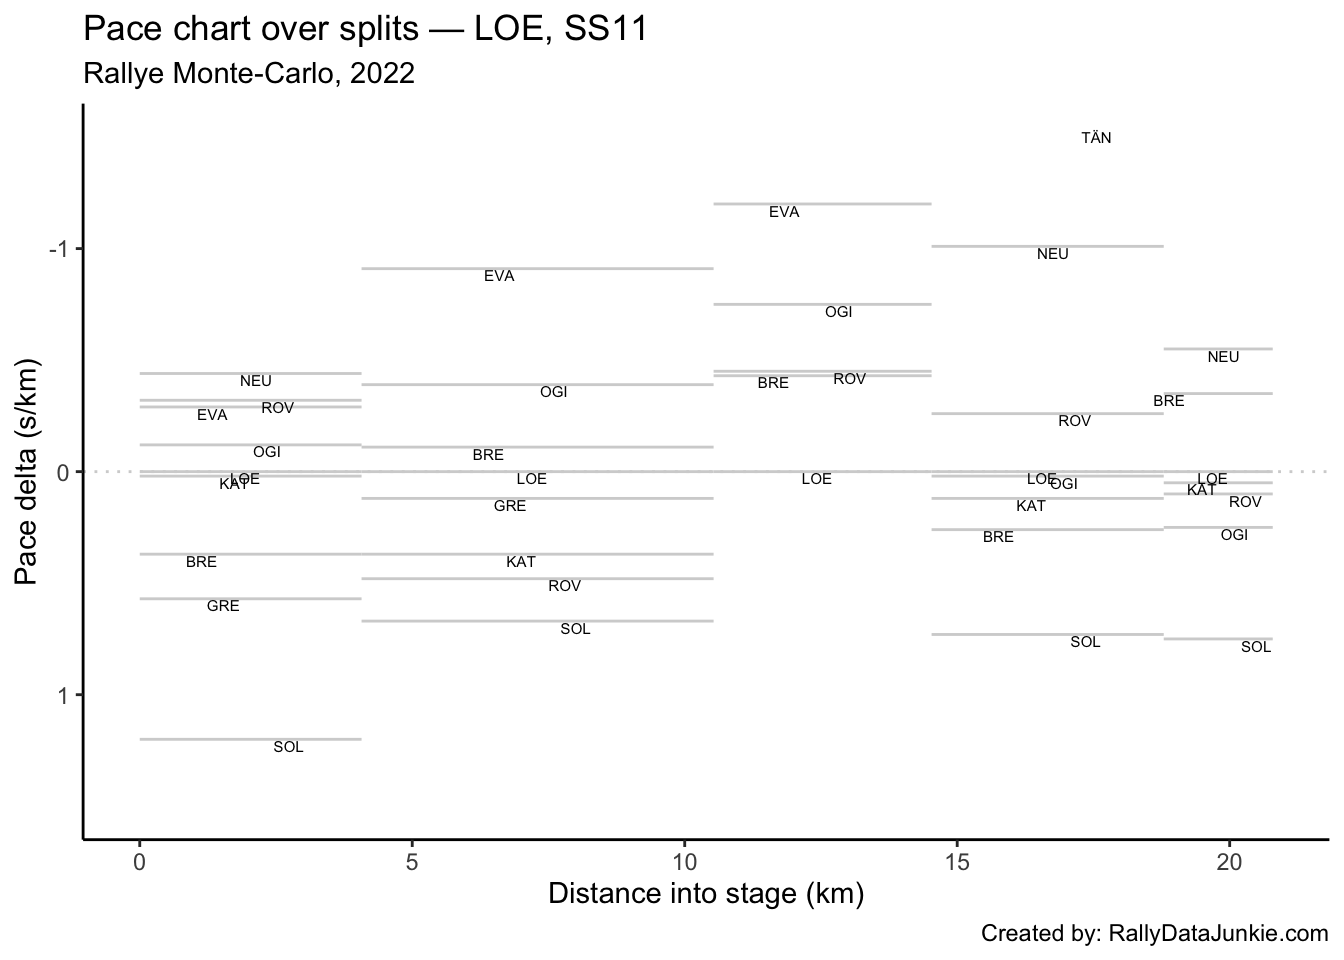 Pace chart over splits — LOE, SS11
Rallye Monte-Carlo, 2022
TÄN
EVA
-1
NEU
EVA
OGI
NEU
NEU
BRE
ROV
OGI
BRE
EVA
ROV
ROV
OGI
BRE
0
LOE
KAT
LOE
LOE
LOE
OGI
LOE
KAT
GRE
KAT
ROV
BRE
OGI
BRE
KAT
ROV
GRE
SOL
SOL
SOL
1
SOL
Pace delta (s/km)
0
5
10
15
20
Distance into stage (km)
Created by: RallyDataJunkie.com